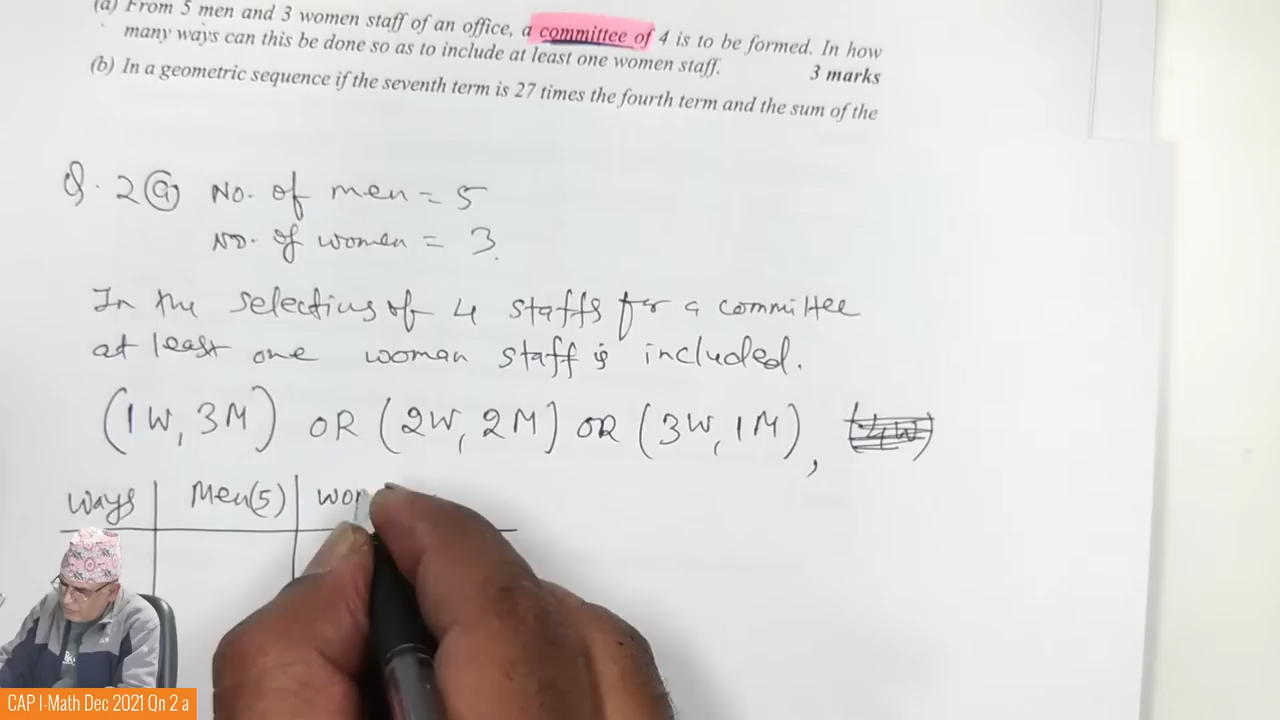 (a) From 5 men and 3 women staff of an office, a committee of 4 is to be formed. In how
many ways can this be done so as to include at least one women staff. 3 marks
(b) In a geometric sequence if the seventh term is 27 times the fourth term and the sum of the
Q. 2(a) No. of men = 5
No. of women = 3.
In the selections of 4 staffs for a committee
at least one woman staff is included.
(1W, 3M) OR (2W, 2M) OR (3W, 1M),
Ways Men(5) wom
CAP I-Math Dec 2021 Qn 2 a